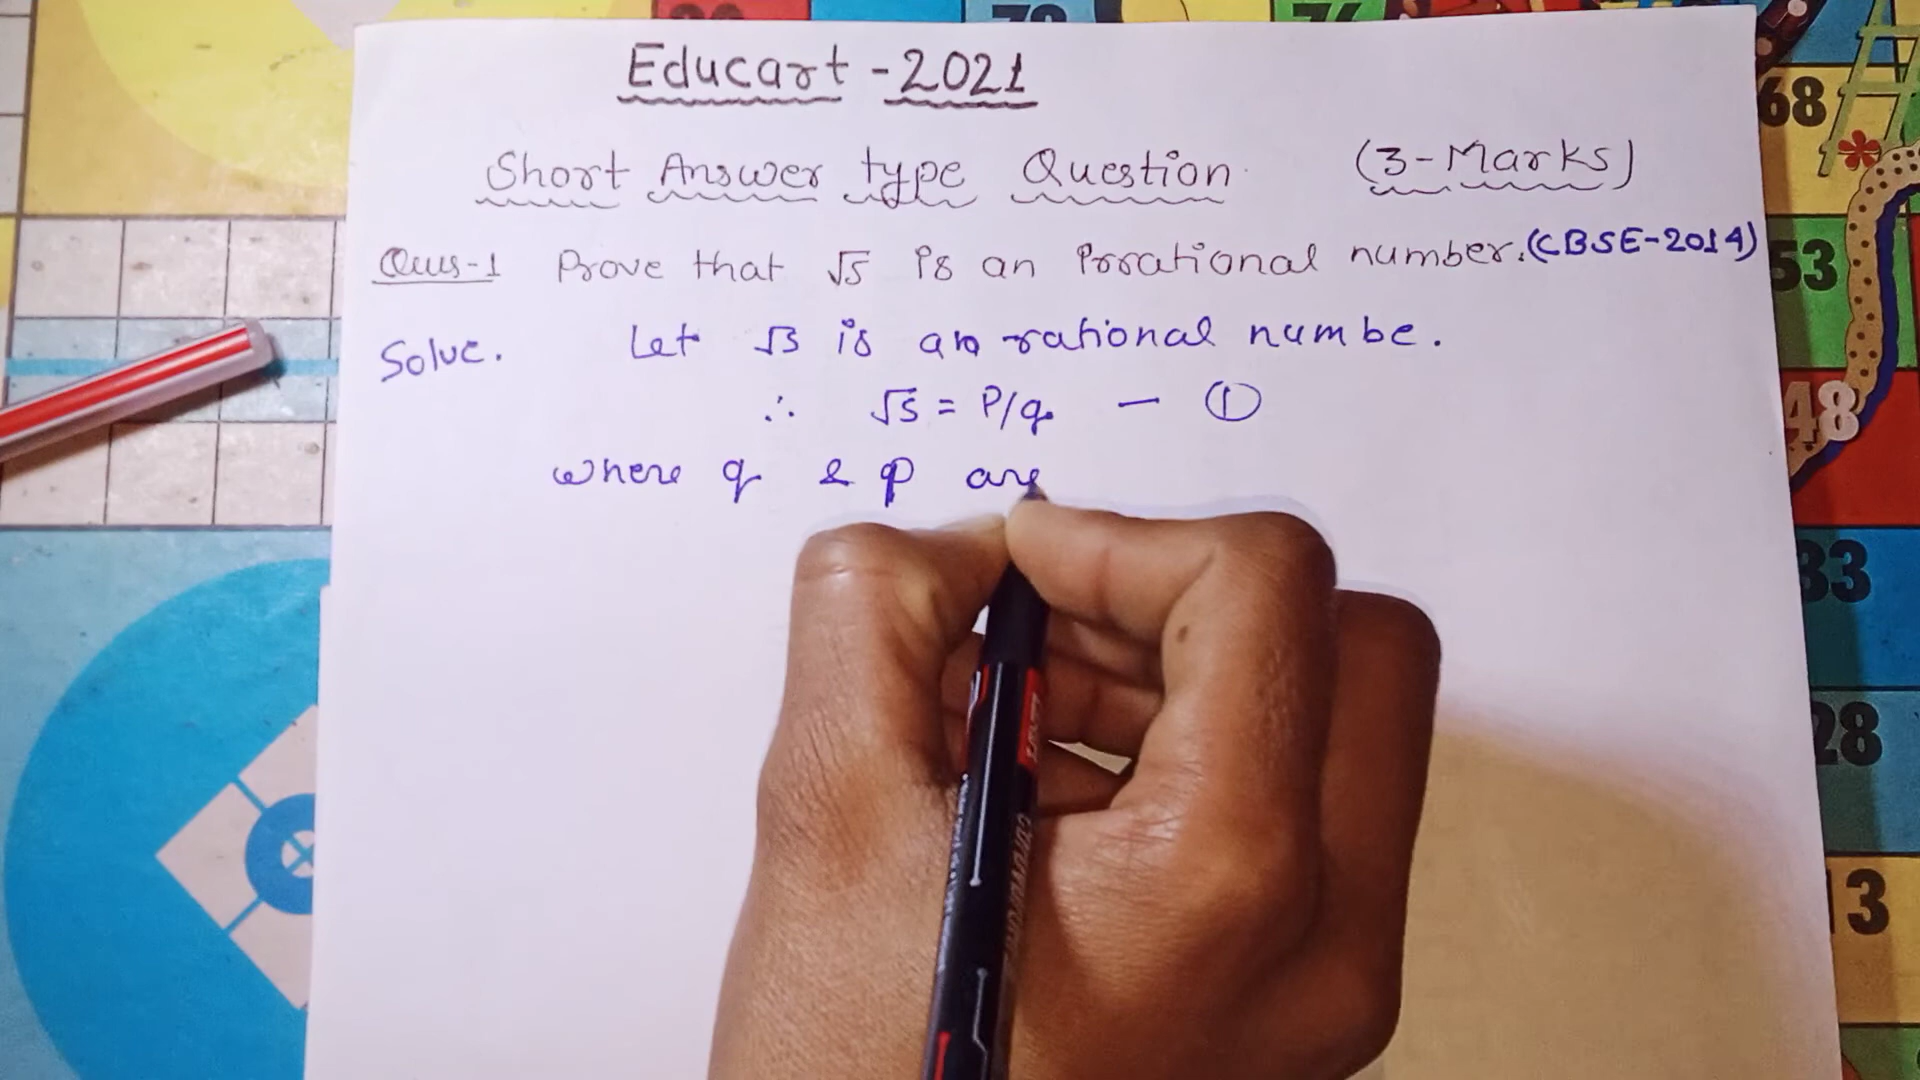 Educart - 2021
Short Answer type Question (3-Marks)
Ques-1 Prove that √5 is an Irrational number. (CBSE-2014)
Solve. Let √3 is an rational numbe.
∴ √5 = P/q — ①
where q & p are
68
53
48
33
28
13